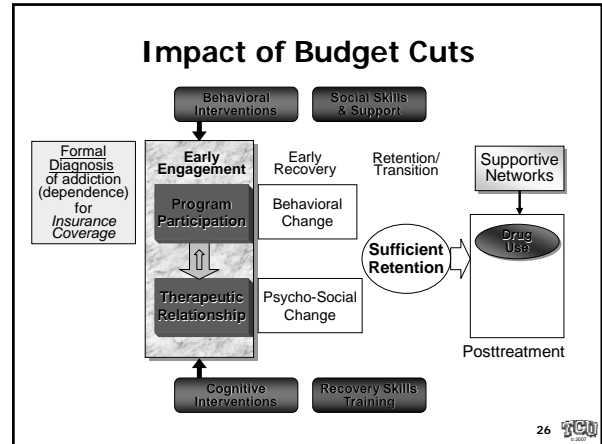 Impact of Budget Cuts
Behavioral
Interventions
Social Skills
& Support
Formal
Diagnosis
of addiction
(dependence)
for
Insurance
Coverage
Early
Engagement
Early
Recovery
Retention/
Transition
Supportive
Networks
Program
Participation
Behavioral
Change
Drug
Use
Sufficient
Retention
Therapeutic
Relationship
Psycho-Social
Change
Posttreatment
Cognitive
Interventions
Recovery Skills
Training
26
TCU
© 2007